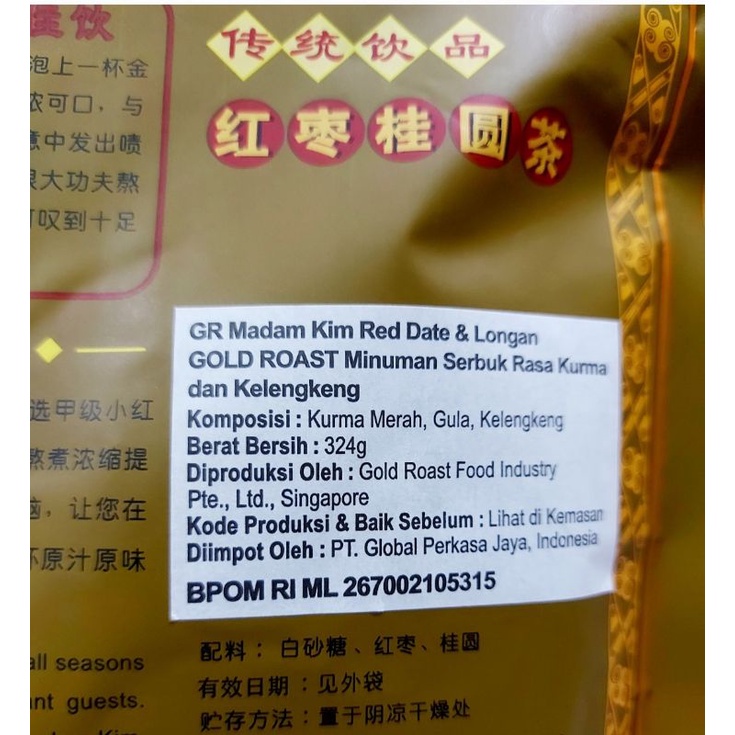 传统饮品
红枣桂圆茶
主饮
泡上一杯金
浓可口，与
意中发出啧
大功夫熬
叹到十足
选甲级小红
熬煮浓缩提
，让您在
原汁原味
all seasons
ant guests.
GR Madam Kim Red Date & Longan
GOLD ROAST Minuman Serbuk Rasa Kurma
dan Kelengkeng
Komposisi : Kurma Merah, Gula, Kelengkeng
Berat Bersih : 324g
Diproduksi Oleh : Gold Roast Food Industry
Pte., Ltd., Singapore
Kode Produksi & Baik Sebelum : Lihat di Kemasan
Diimpot Oleh : PT. Global Perkasa Jaya, Indonesia
BPOM RI ML 267002105315
配料：白砂糖、红枣、桂圆
有效日期：见外袋
贮存方法：置于阴凉干燥处